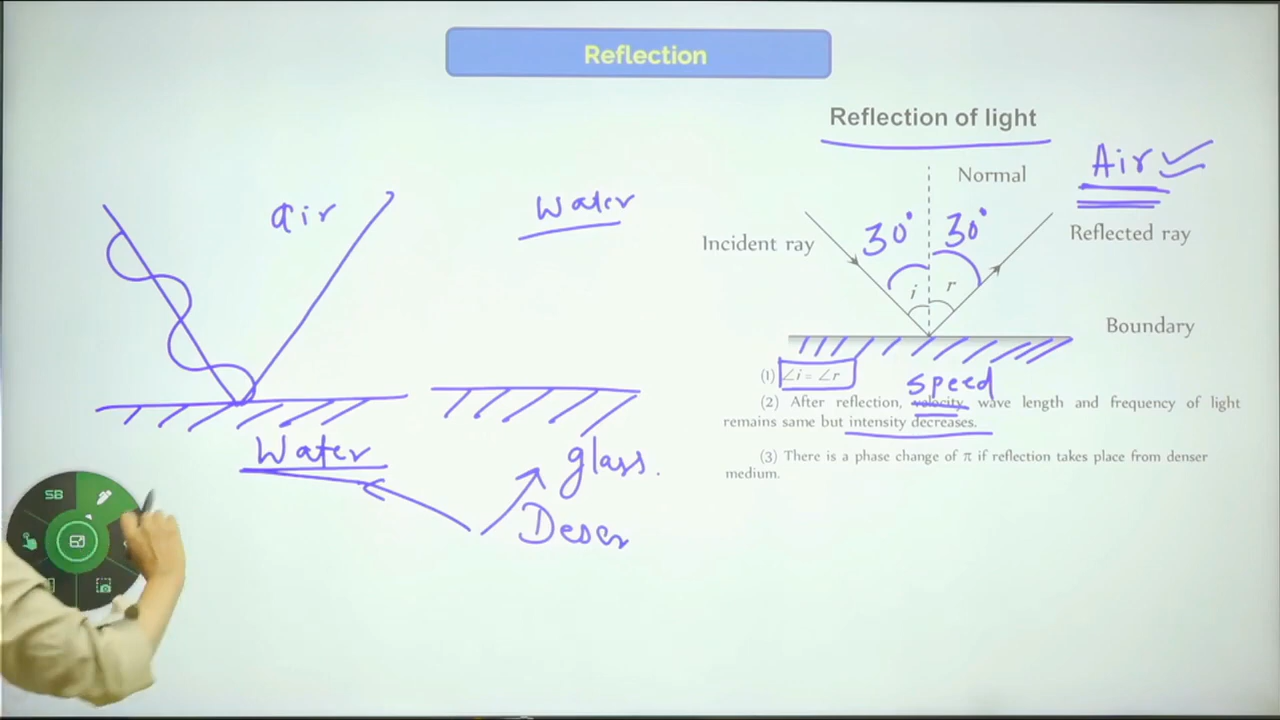 Reflection
Reflection of light
Air
Normal
air
Water
30° 30°
Incident ray
Reflected ray
i r
Boundary
(1) ∠i = ∠r
speed
(2) After reflection, velocity, wave length and frequency of light
remains same but intensity decreases.
(3) There is a phase change of π if reflection takes place from denser
medium.
Water
glass.
SB